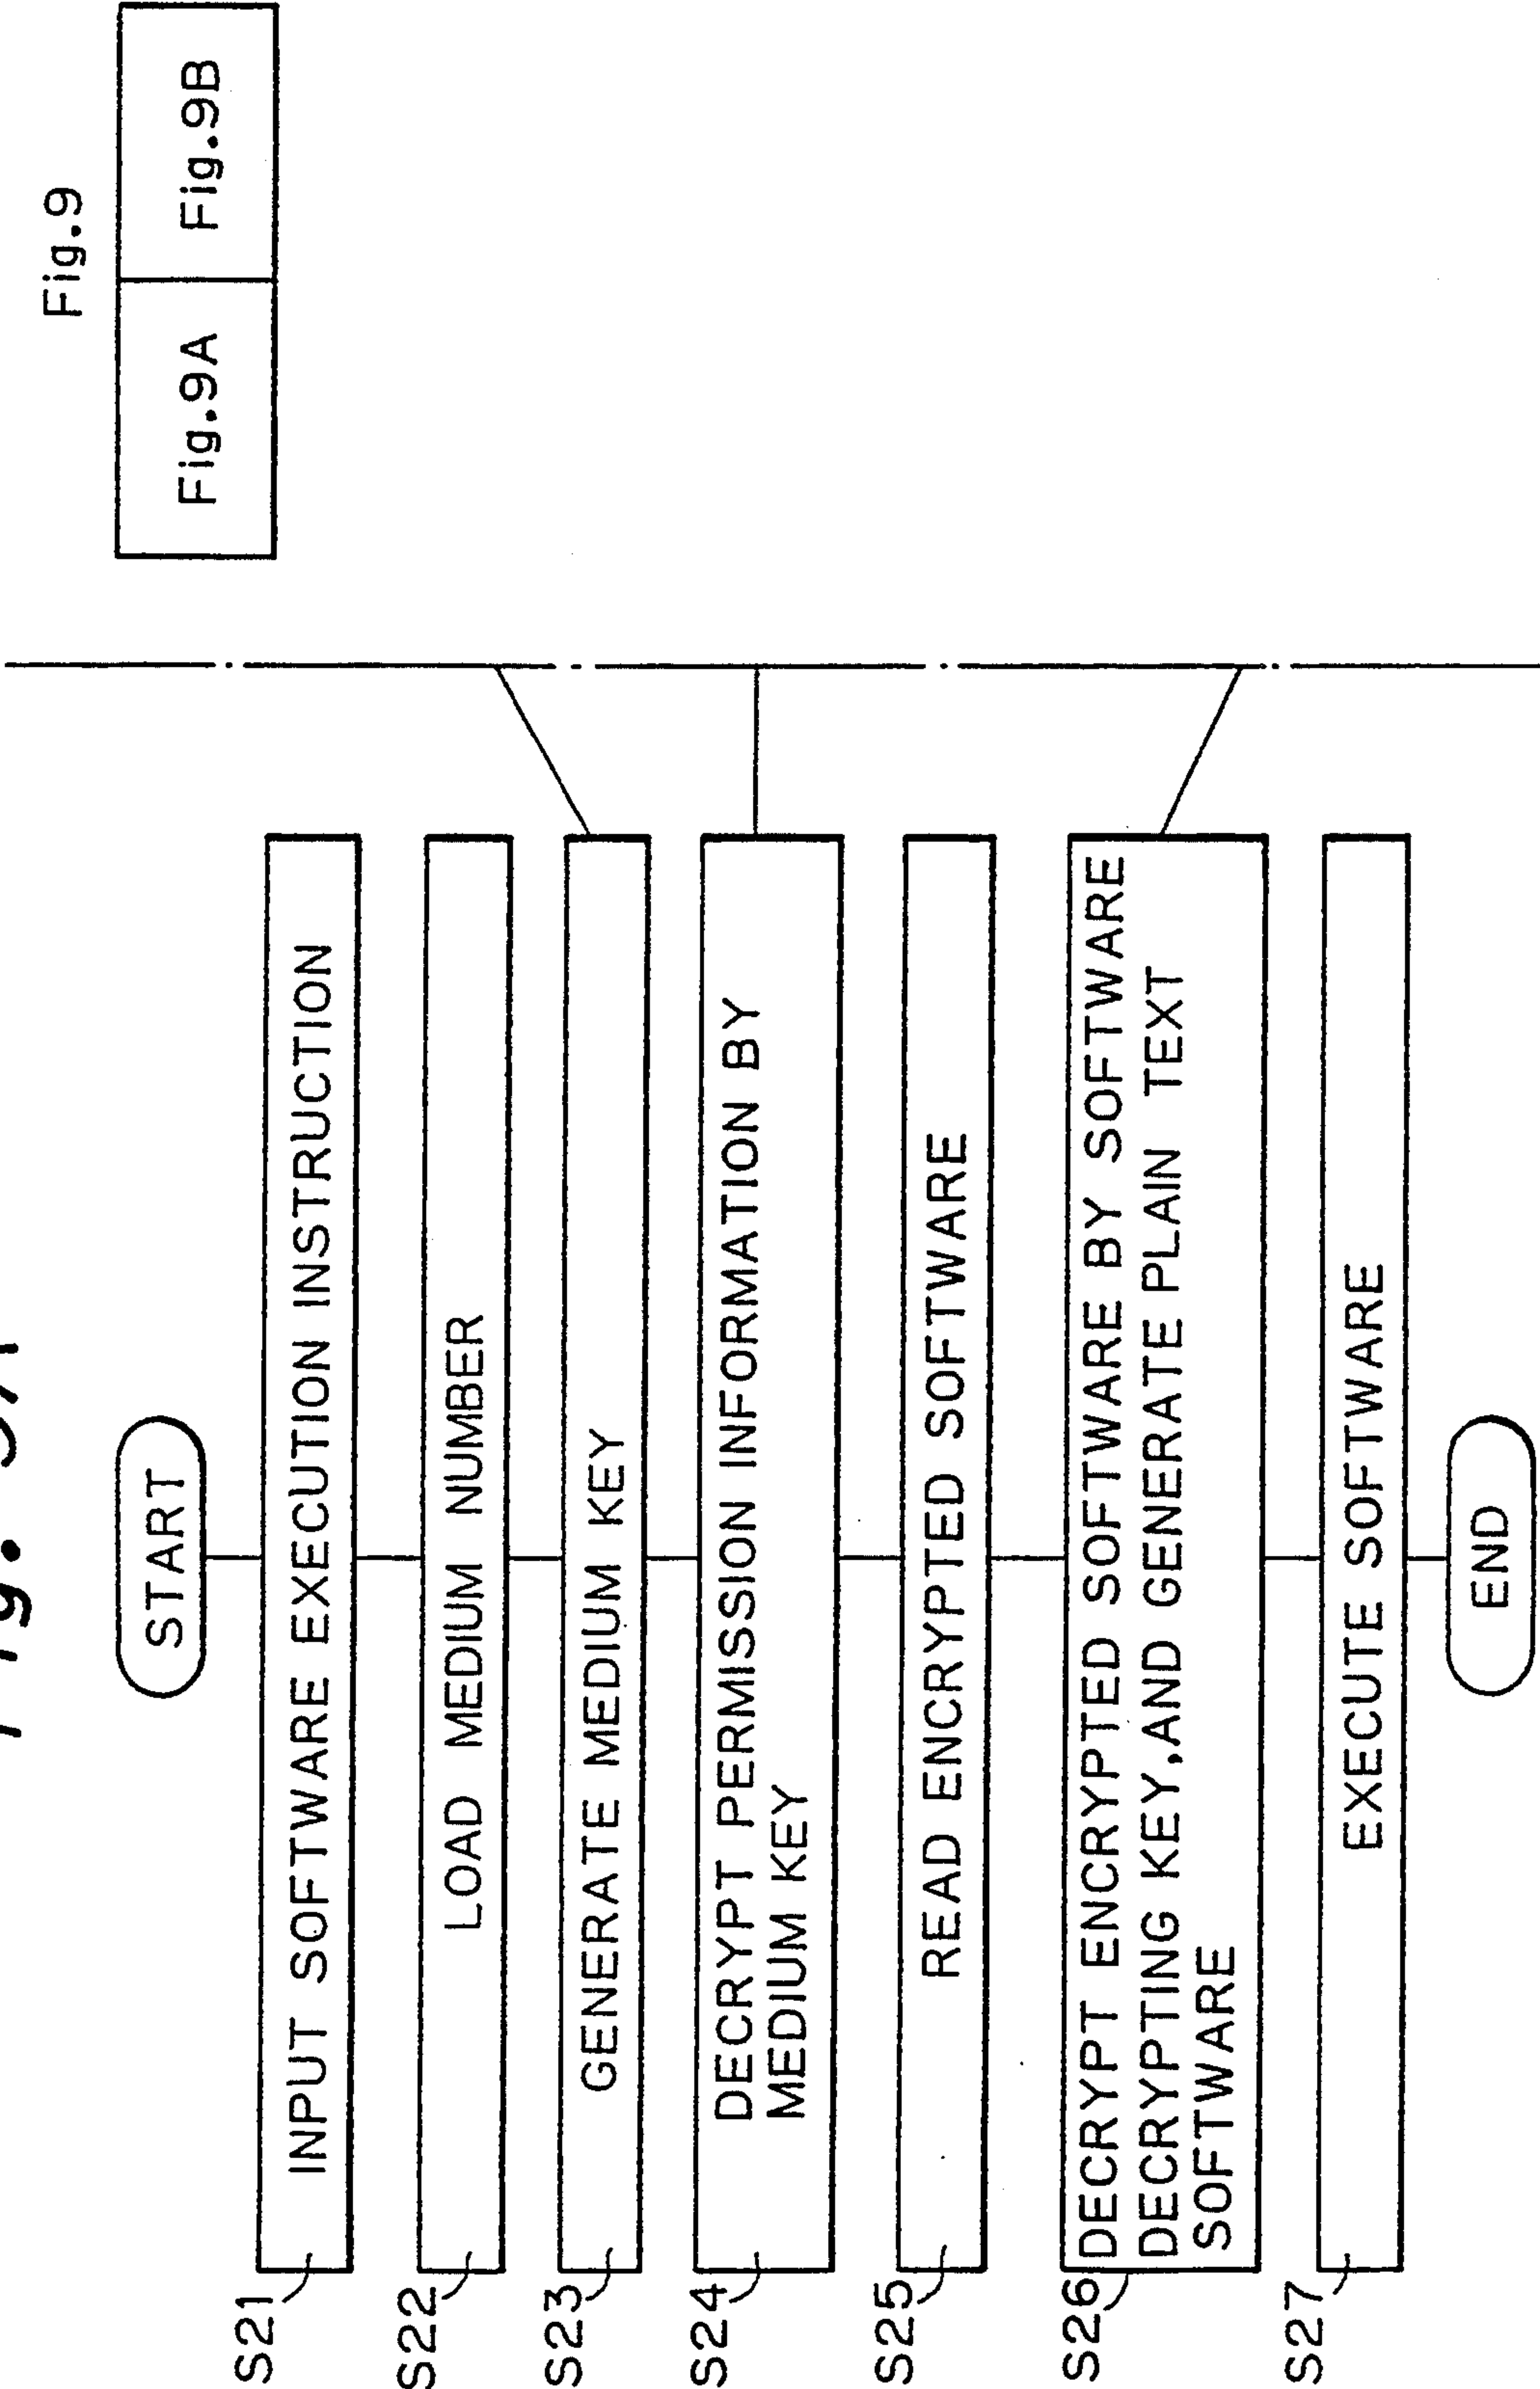 Fig. 9A
Fig.9
Fig.9A
Fig.9B
START
S21
INPUT SOFTWARE EXECUTION INSTRUCTION
S22
LOAD MEDIUM NUMBER
S23
GENERATE MEDIUM KEY
S24
DECRYPT PERMISSION INFORMATION BY
MEDIUM KEY
S25
READ ENCRYPTED SOFTWARE
S26
DECRYPT ENCRYPTED SOFTWARE BY SOFTWARE
DECRYPTING KEY,AND GENERATE PLAIN TEXT
SOFTWARE
S27
EXECUTE SOFTWARE
END